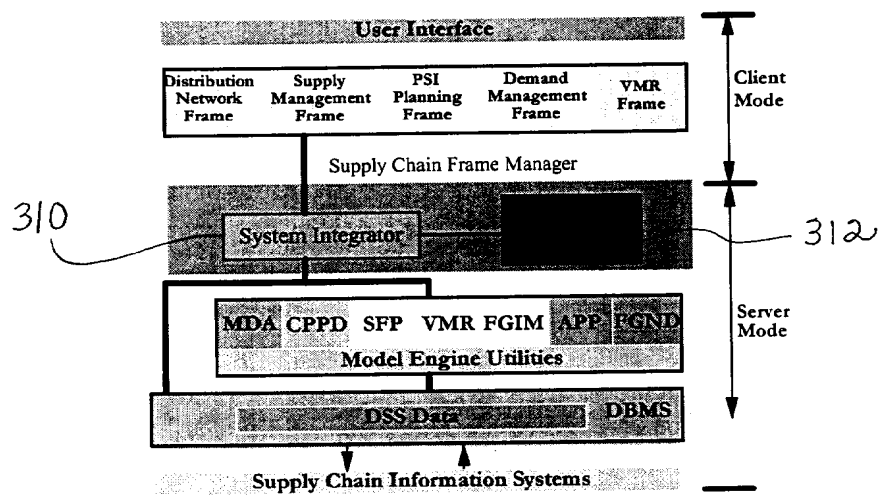 User Interface
Distribution
Network
Frame
Supply
Management
Frame
PSI
Planning
Frame
Demand
Management
Frame
VMR
Frame
Client
Mode
Supply Chain Frame Manager
310
System Integrator
312
MDA CPPD SFP VMR FGIM APP FGND
Model Engine Utilities
Server
Mode
DSS Data
DBMS
Supply Chain Information Systems